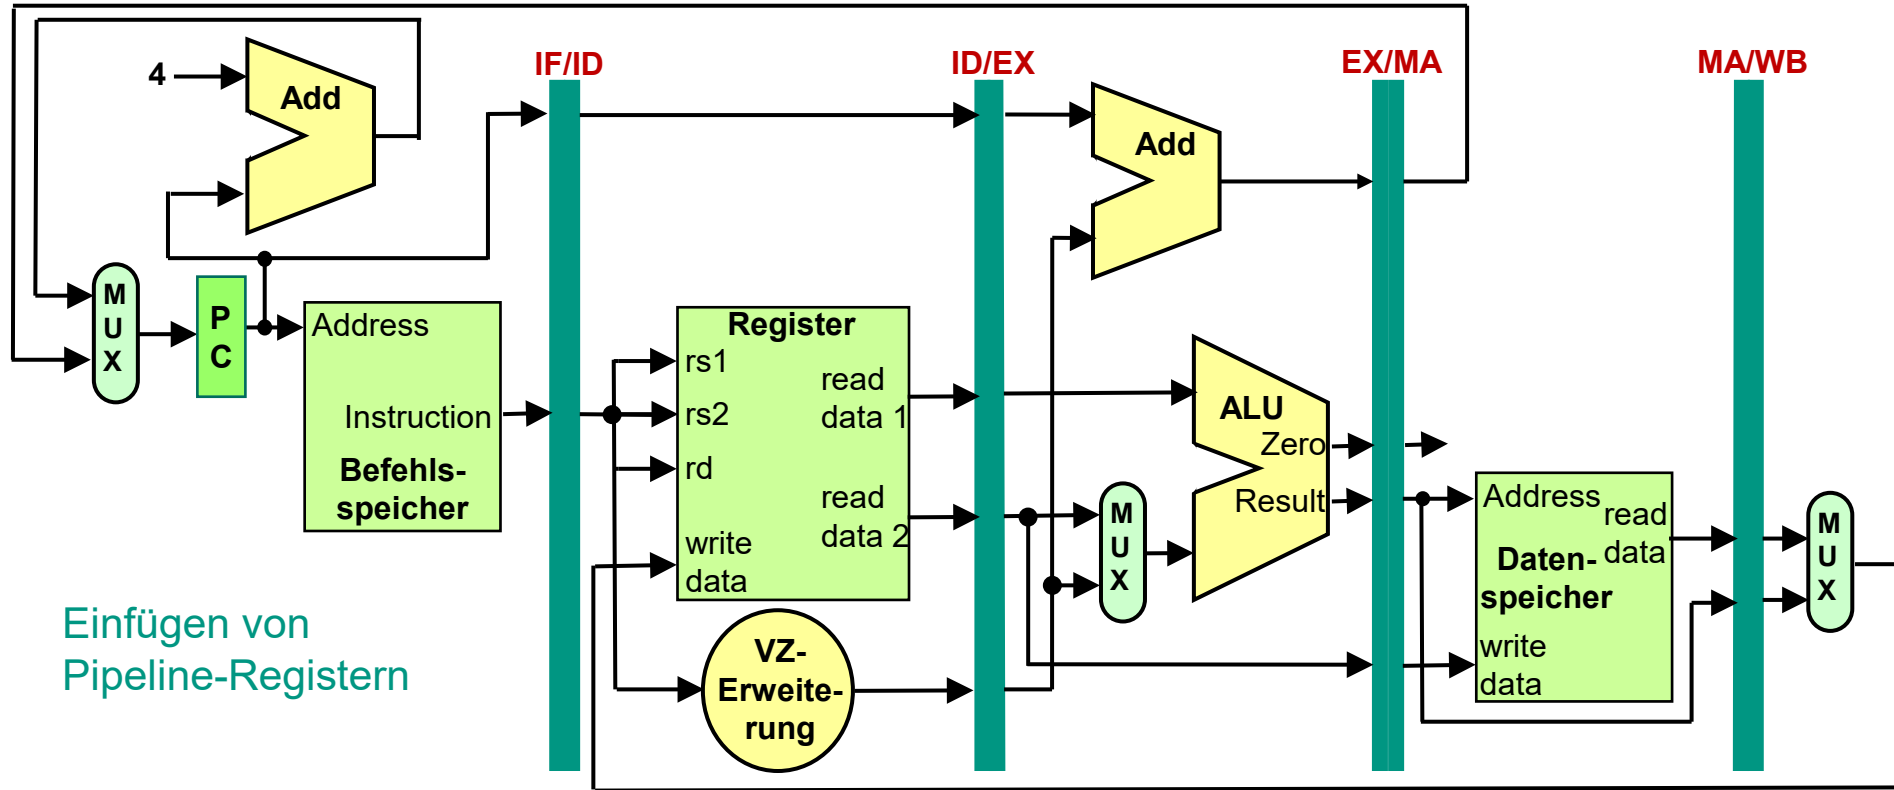 IF/ID
ID/EX
EX/MA
MA/WB
4
Add
Add
M
U
X
P
C
Address
Instruction
Befehls-
speicher
Register
rs1
rs2
rd
write
data
read
data 1
read
data 2
VZ-
Erweite-
rung
M
U
X
ALU
Zero
Result
Address
read
data
Daten-
speicher
write
data
M
U
X
Einfügen von
Pipeline-Registern